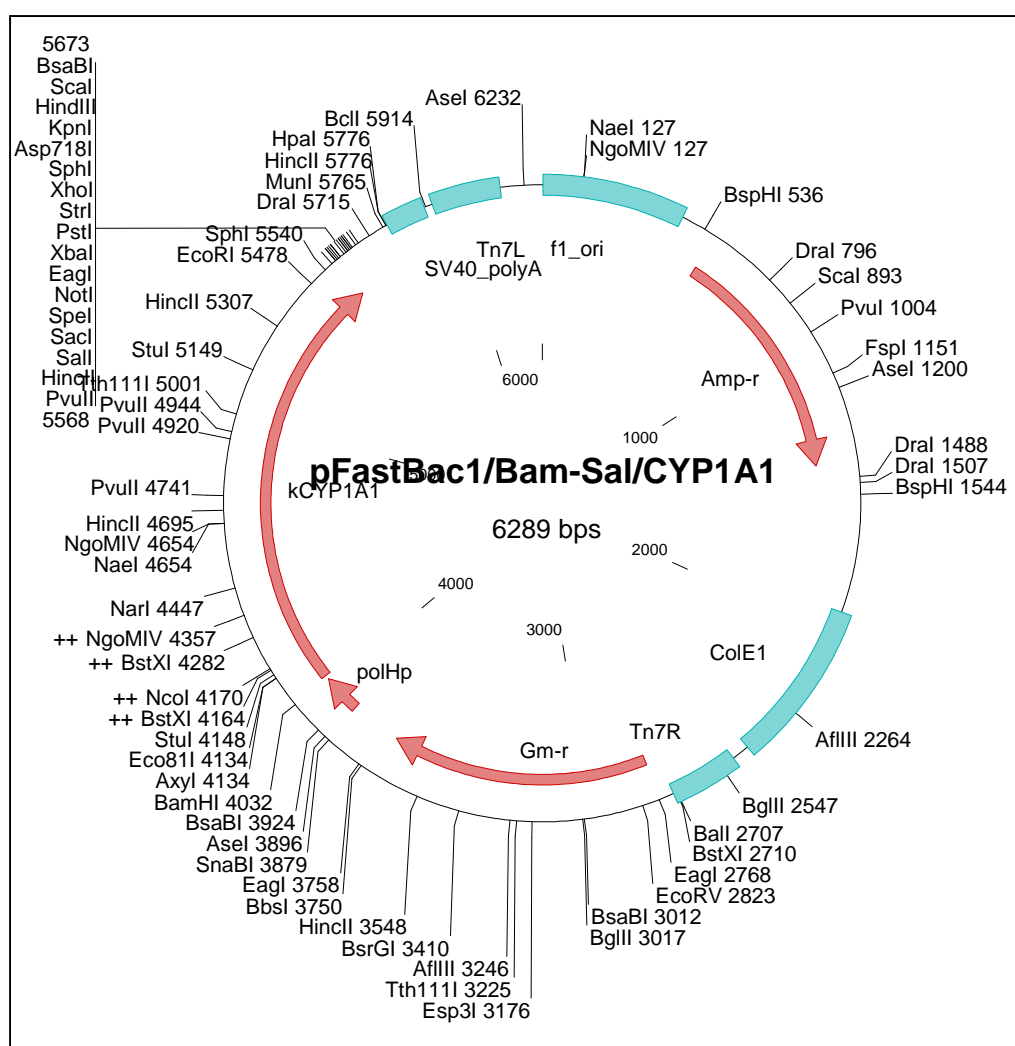 5673
BsaBI
ScaI
HindIII
KpnI
Asp718I
SphI
XhoI
StrI
PstI
XbaI
EagI
NotI
SpeI
SacI
SalI
HincII
PvuII
5568
AseI 6232
BclI 5914
HpaI 5776
HincII 5776
MunI 5765
DraI 5715
SphI 5540
EcoRI 5478
HincII 5307
StuI 5149
Tth111I 5001
PvuII 4944
PvuII 4920
PvuII 4741
HincII 4695
NgoMIV 4654
NaeI 4654
NarI 4447
++ NgoMIV 4357
++ BstXI 4282
++ NcoI 4170
++ BstXI 4164
StuI 4148
Eco81I 4134
AxyI 4134
BamHI 4032
BsaBI 3924
AseI 3896
SnaBI 3879
EagI 3758
BbsI 3750
HincII 3548
BsrGI 3410
AflIII 3246
Tth111I 3225
Esp3I 3176
NaeI 127
NgoMIV 127
BspHI 536
DraI 796
ScaI 893
PvuI 1004
FspI 1151
AseI 1200
DraI 1488
DraI 1507
BspHI 1544
AflIII 2264
BglII 2547
BalI 2707
BstXI 2710
EagI 2768
EcoRV 2823
BsaBI 3012
BglII 3017
Tn7L
f1_ori
SV40_polyA
6000
Amp-r
1000
pFastBac1/Bam-Sal/CYP1A1
5000
kCYP1A1
6289 bps
2000
4000
3000
ColE1
polHp
Tn7R
Gm-r